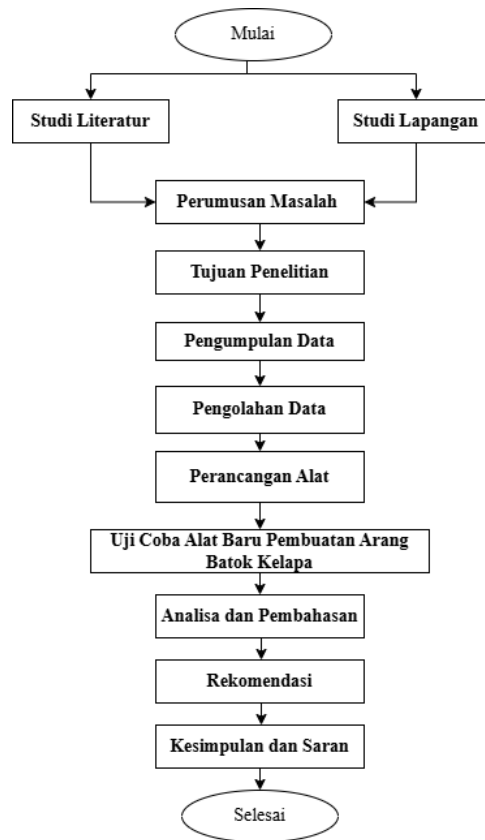 Mulai
Studi Literatur
Studi Lapangan
Perumusan Masalah
Tujuan Penelitian
Pengumpulan Data
Pengolahan Data
Perancangan Alat
Uji Coba Alat Baru Pembuatan Arang
Batok Kelapa
Analisa dan Pembahasan
Rekomendasi
Kesimpulan dan Saran
Selesai